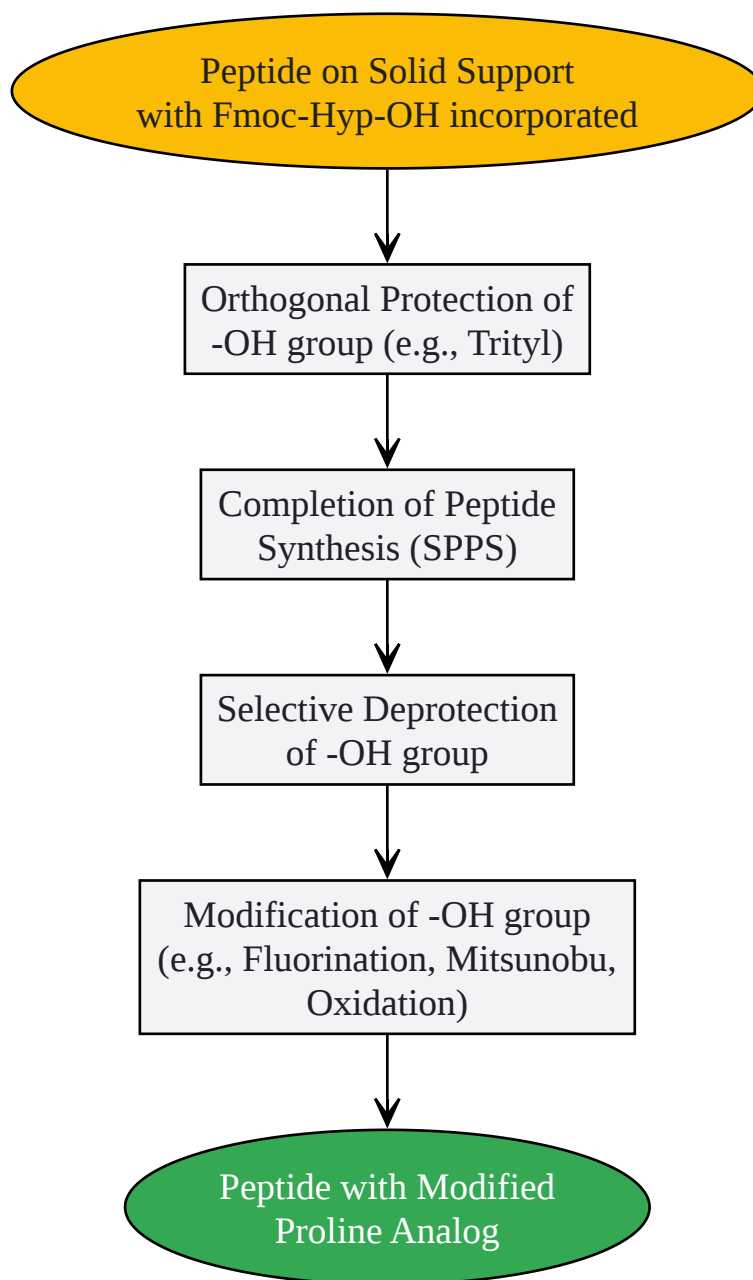 Peptide on Solid Support
with Fmoc-Hyp-OH incorporated
Orthogonal Protection of
-OH group (e.g., Trityl)
Completion of Peptide
Synthesis (SPPS)
Selective Deprotection
of -OH group
Modification of -OH group
(e.g., Fluorination, Mitsunobu,
Oxidation)
Peptide with Modified
Proline Analog